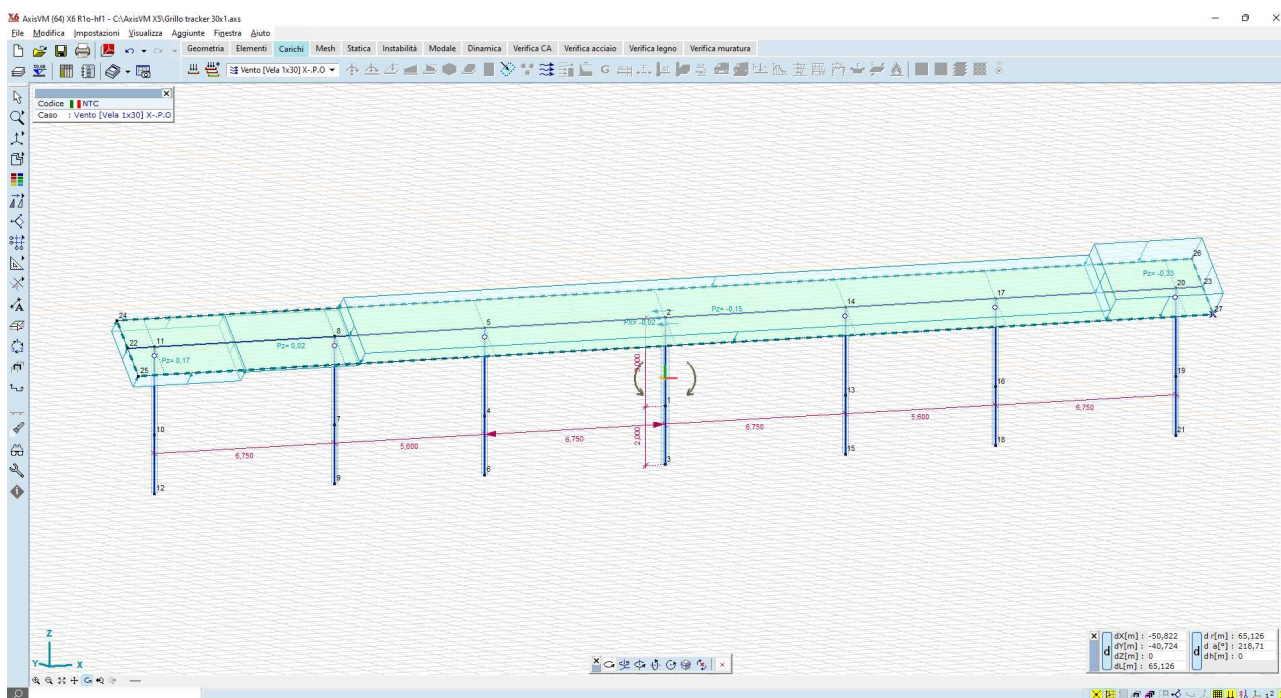 X6 AxisVM (64) X6 R1o-hf1 - C:\AxisVM X5\Grillo tracker 30x1.axs
File Modifica Impostazioni Visualizza Aggiunte Finestra Aiuto
Geometria Elementi Carichi Mesh Statica Instabilità Modale Dinamica Verifica CA Verifica acciaio Verifica legno Verifica muratura
Vento [Vela 1x30] X-.P.O
Codice NTC
Caso : Vento [Vela 1x30] X-.P.O
26
Pz= -0,33
20 23
27
17
14
Pz= -0,15
2
PX= -0,02
24
5
8
22 11
Pz= 0,02
Pz= 0,17
25
3,000
1
19
16
13
4
7
10
6,750
5,600
6,750
6,750
5,600
6,750
2,000
21
18
15
3
6
9
12
Z
Y X
dX[m] : -50,822
dY[m] : -40,724
dZ[m] : 0
dL[m] : 65,126
d r[m] : 65,126
d a[°] : 218,71
dh[m] : 0
d
d